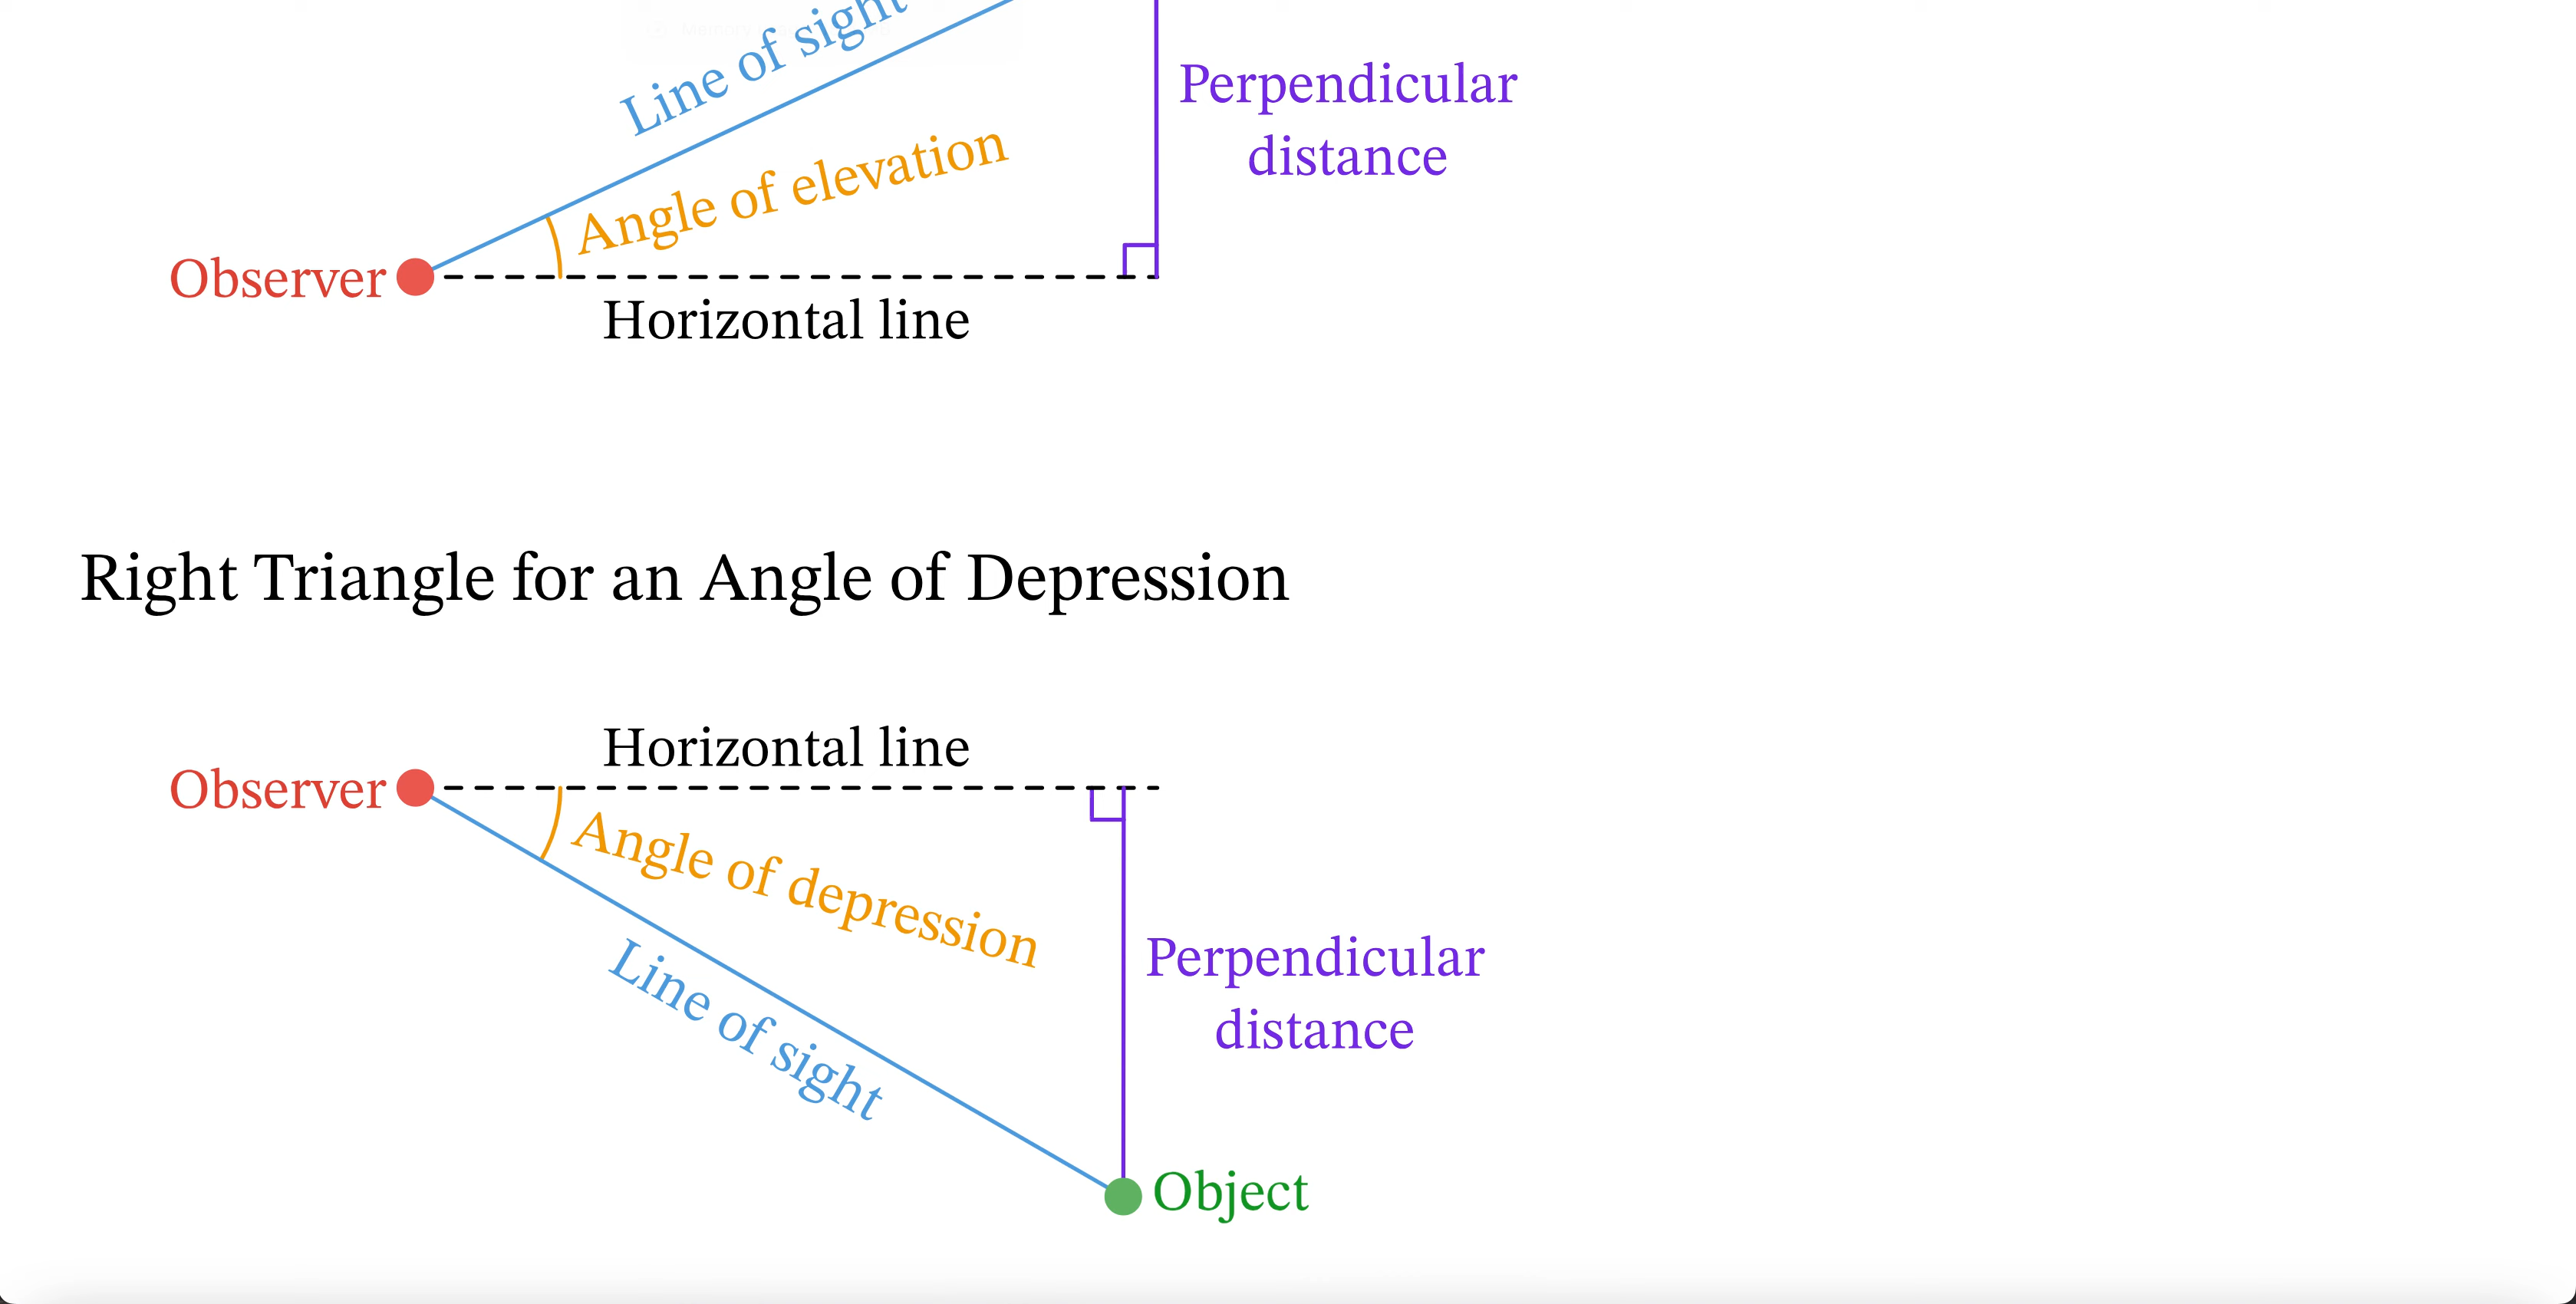 Line of sight
Perpendicular
distance
Angle of elevation
Observer
Horizontal line
Right Triangle for an Angle of Depression
Horizontal line
Observer
Angle of depression
Perpendicular
distance
Line of sight
Object